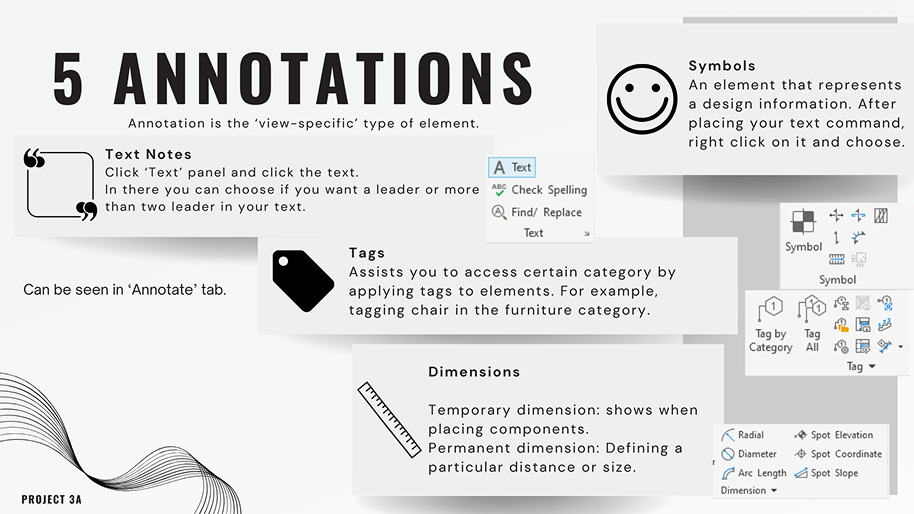 5 ANNOTATIONS
Annotation is the ‘view-specific’ type of element.
Text Notes
Click ‘Text’ panel and click the text.
In there you can choose if you want a leader or more
than two leader in your text.
A Text
ABC Check Spelling
A Find/ Replace
Text
Symbols
An element that represents
a design information. After
placing your text command,
right click on it and choose.
Symbol
Symbol
Tags
Assists you to access certain category by
applying tags to elements. For example,
tagging chair in the furniture category.
Can be seen in ‘Annotate’ tab.
1 1
Tag by
Category
Tag
All
Tag
Dimensions
Temporary dimension: shows when
placing components.
Permanent dimension: Defining a
particular distance or size.
Radial
Spot Elevation
Diameter
Spot Coordinate
Arc Length
Spot Slope
Dimension
PROJECT 3A